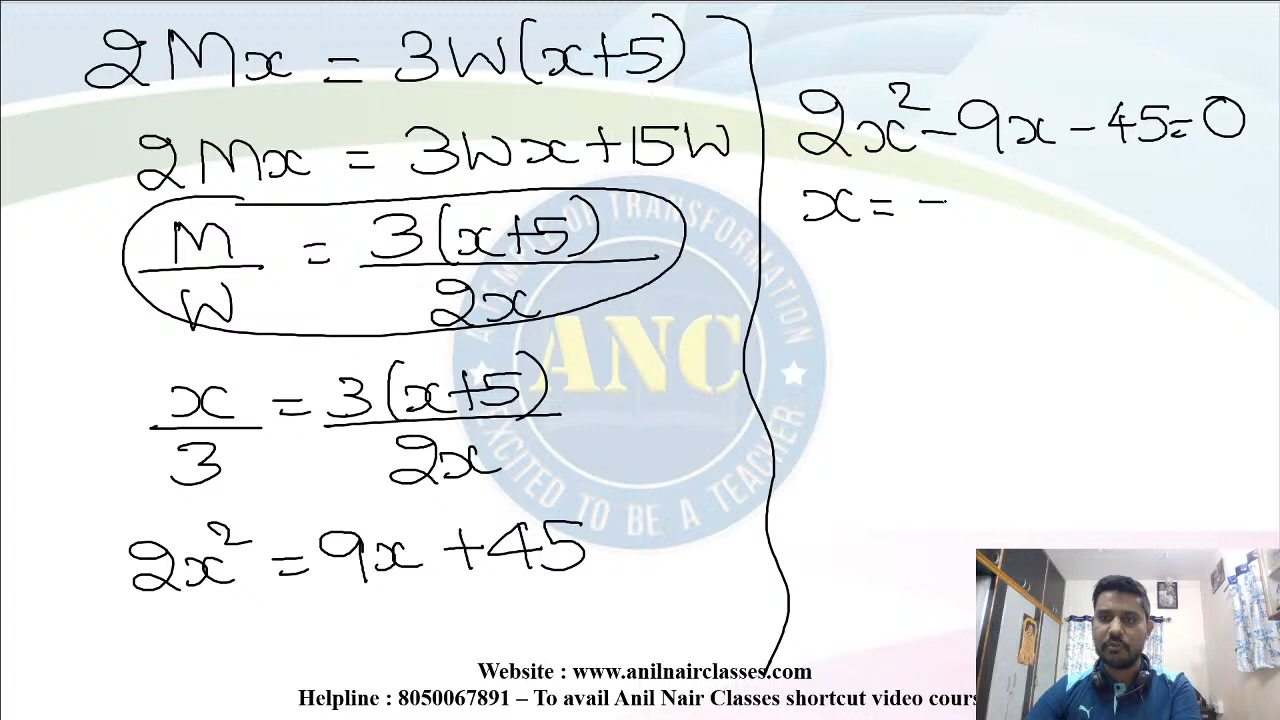 2Mx = 3W(x+5)
2Mx = 3Wx+15W
M/W = 3(x+5)/2x
x/3 = 3(x+5)/2x
2x² = 9x +45
2x² - 9x - 45 = 0
x = -
OF TRANSFORMATION
ANC
EXCITED TO BE A TEACHER
Website : www.anilnairclasses.com
Helpline : 8050067891 – To avail Anil Nair Classes shortcut video cours